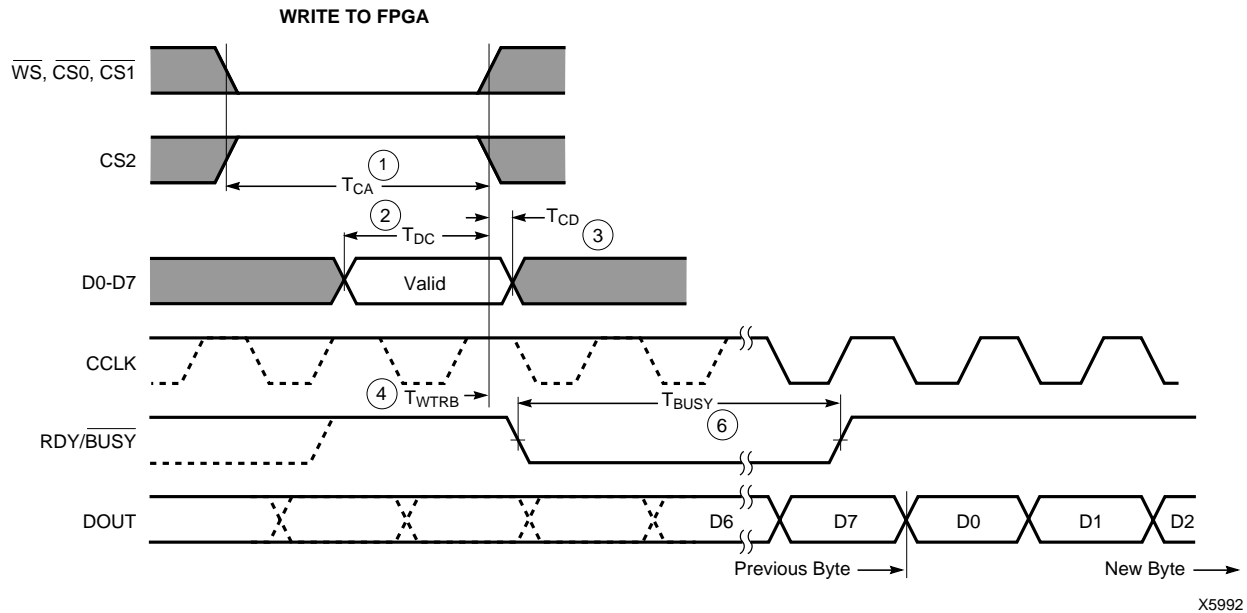 WRITE TO FPGA
WS, CS0, CS1
CS2
1
TCA
2
TCD
TDC
3
D0-D7
Valid
CCLK
4
TWTRB
TBUSY
6
RDY/BUSY
DOUT
D6
D7
D0
D1
D2
Previous Byte
New Byte
X5992